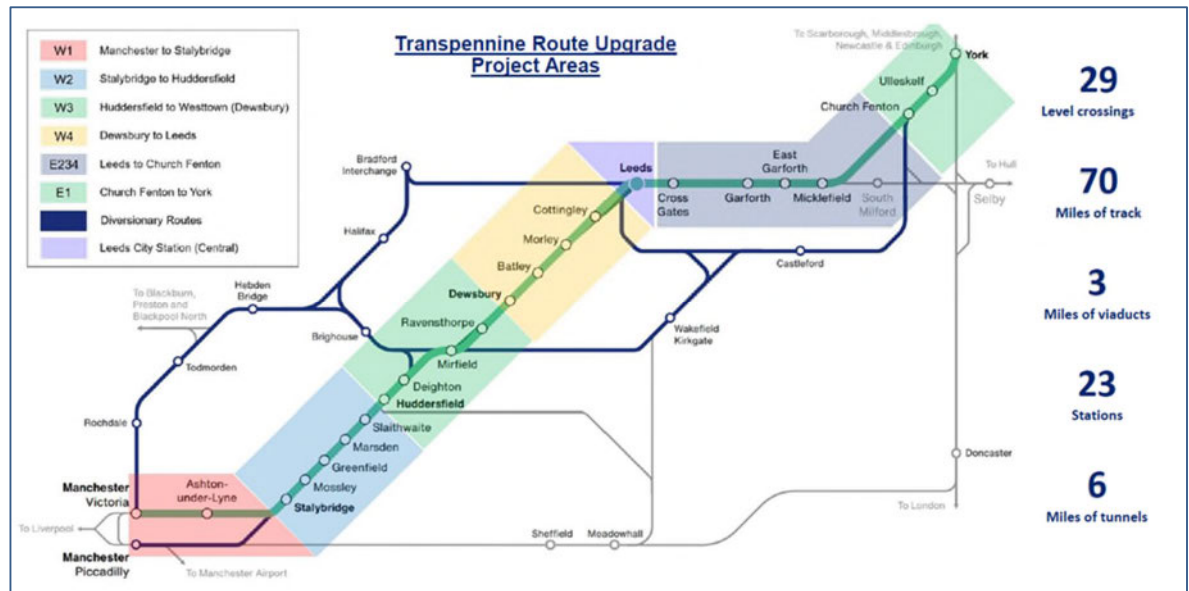 Transpennine Route Upgrade
Project Areas
W1 Manchester to Stalybridge
W2 Stalybridge to Huddersfield
W3 Huddersfield to Westtown (Dewsbury)
W4 Dewsbury to Leeds
E234 Leeds to Church Fenton
E1 Church Fenton to York
Diversionary Routes
Leeds City Station (Central)
To Scarborough, Middlesbrough,
Newcastle & Edinburgh
York
Ulleskelf
Church Fenton
To Hull
Selby
South
Milford
Micklefield
East
Garforth
Garforth
Cross
Gates
Leeds
Bradford
Interchange
Cottingley
Morley
Batley
Dewsbury
Halifax
Castleford
Hebden
Bridge
To Blackburn,
Preston and
Blackpool North
Brighouse
Ravensthorpe
Mirfield
Wakefield
Kirkgate
Todmorden
Deighton
Huddersfield
Rochdale
Slaithwaite
Marsden
Greenfield
Mossley
Stalybridge
Doncaster
To London
Manchester
Victoria
Ashton-
under-Lyne
To Liverpool
Manchester
Piccadilly
To Manchester Airport
Sheffield
Meadowhall
29
Level crossings
70
Miles of track
3
Miles of viaducts
23
Stations
6
Miles of tunnels